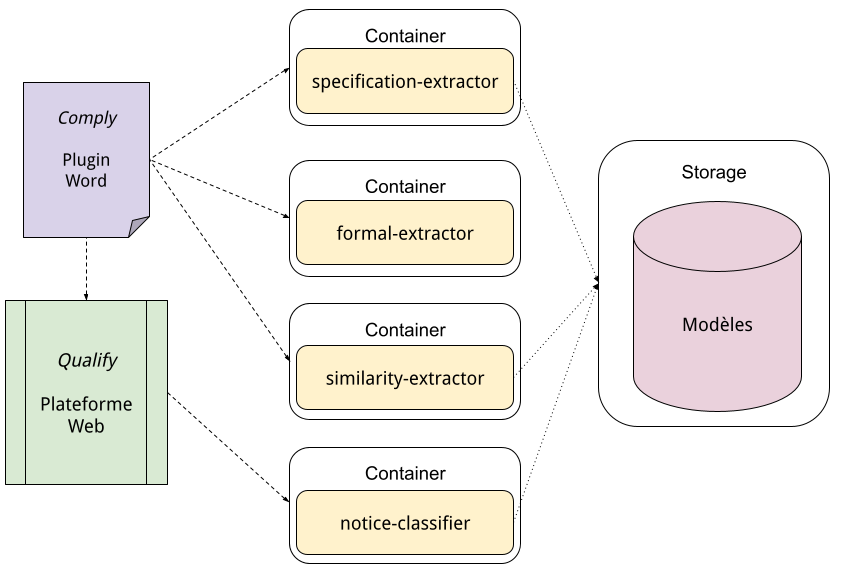 Comply
Plugin
Word
Qualify
Plateforme
Web
Container
specification-extractor
Container
formal-extractor
Container
similarity-extractor
Container
notice-classifier
Storage
Modèles